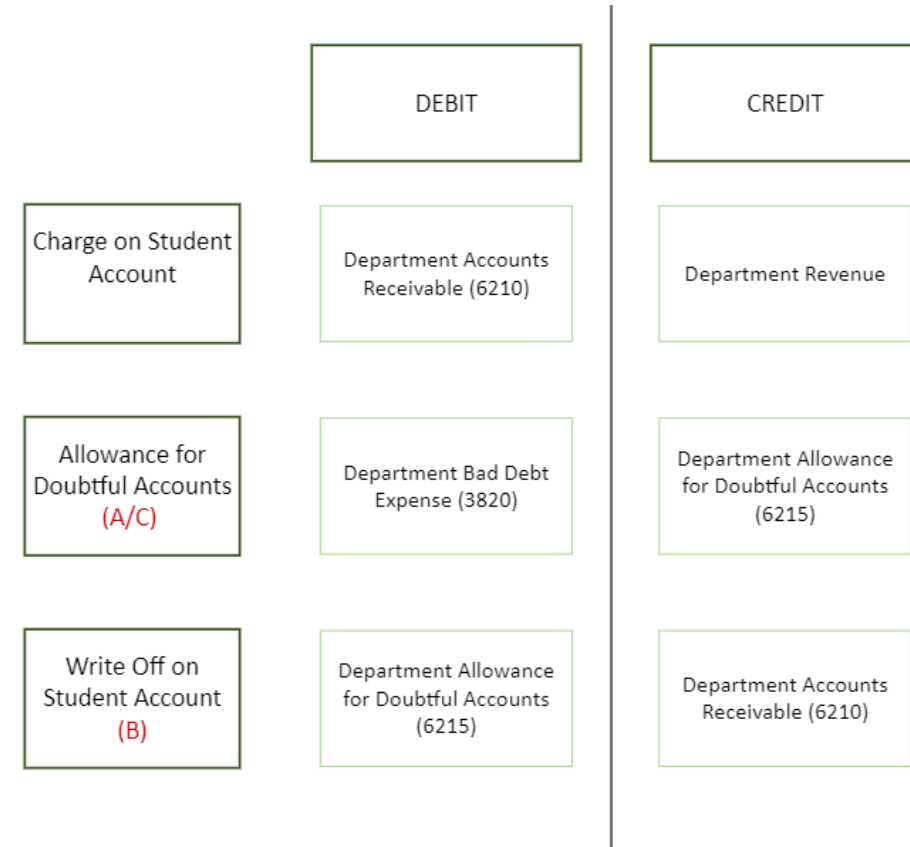 DEBIT
CREDIT
Charge on Student
Account
Department Accounts
Receivable (6210)
Department Revenue
Allowance for
Doubtful Accounts
(A/C)
Department Bad Debt
Expense (3820)
Department Allowance
for Doubtful Accounts
(6215)
Write Off on
Student Account
(B)
Department Allowance
for Doubtful Accounts
(6215)
Department Accounts
Receivable (6210)